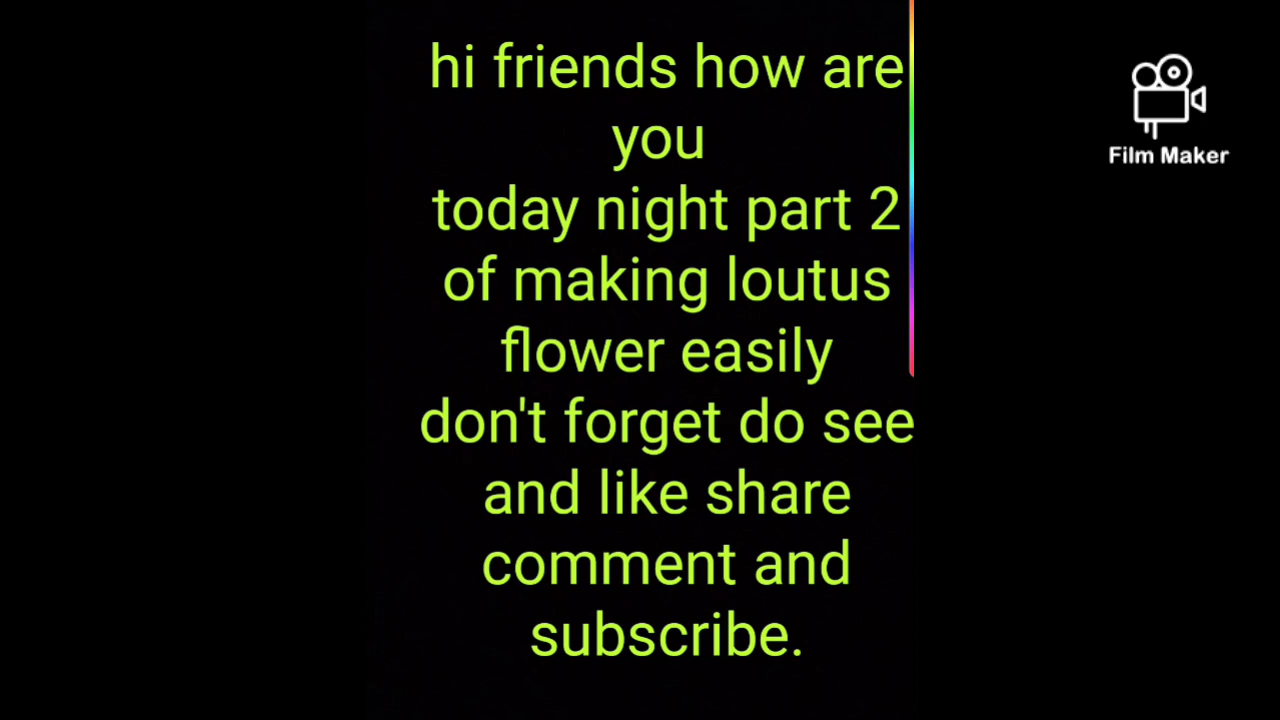 hi friends how are
you
today night part 2
of making loutus
flower easily
don't forget do see
and like share
comment and
subscribe.
Film Maker